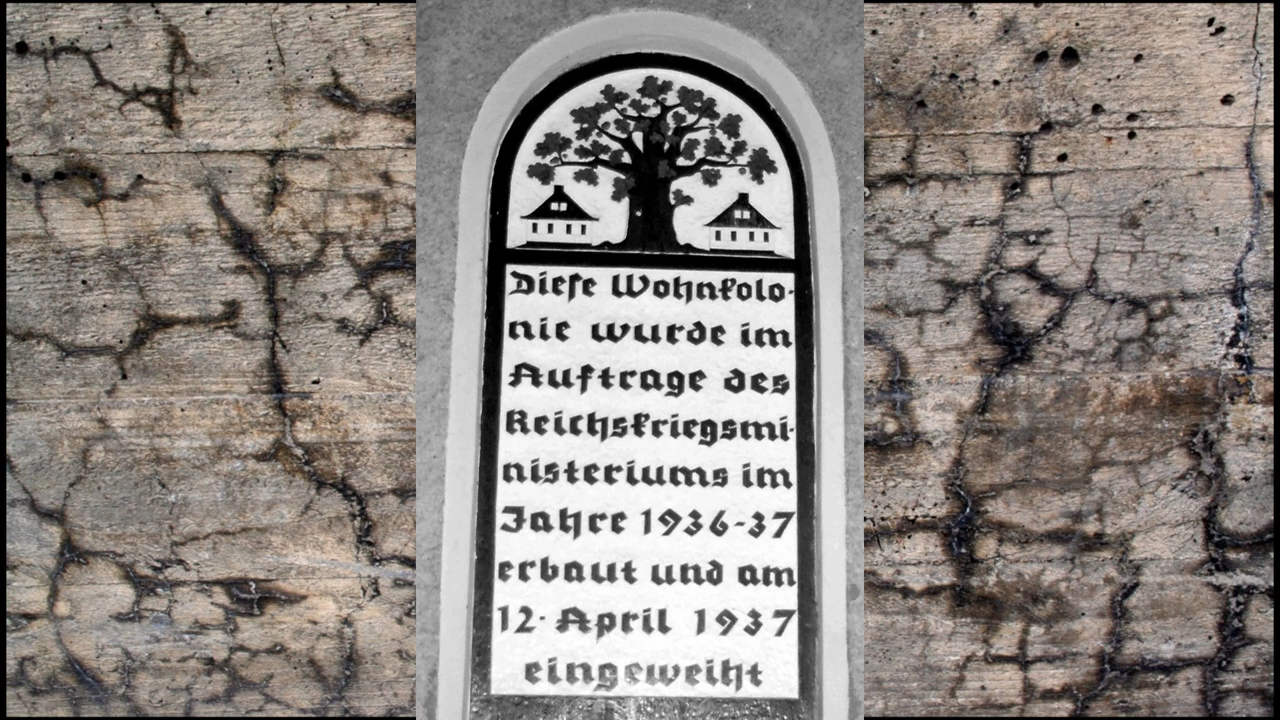 Dieſe Wohnkolo-
nie wurde im
Auftrage des
Reichskriegsmi-
nisteriums im
Jahre 1936-37
erbaut und am
12. April 1937
eingeweiht